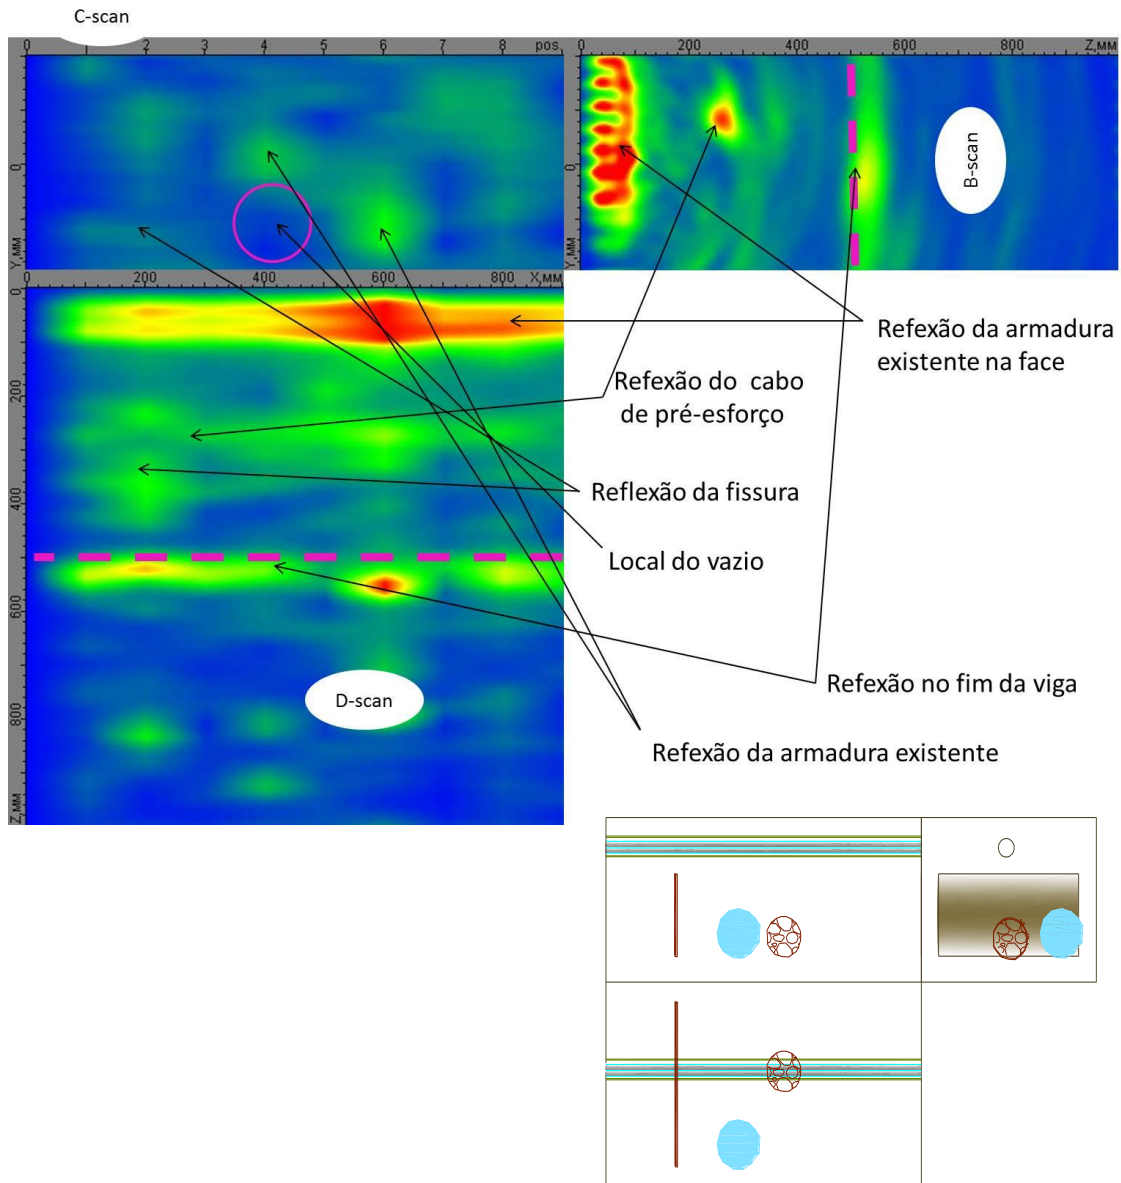 C-scan
0 2 3 4 5 6 7 8 pos.
0 200 400 600 800 Z,мм
0
Y,мм
0
Y,мм
B-scan
0 200 400 600 800 X,мм
0
200
400
600
800
Z,мм
Refexão da armadura
existente na face
Refexão do cabo
de pré-esforço
Reflexão da fissura
Local do vazio
Refexão no fim da viga
D-scan
Refexão da armadura existente